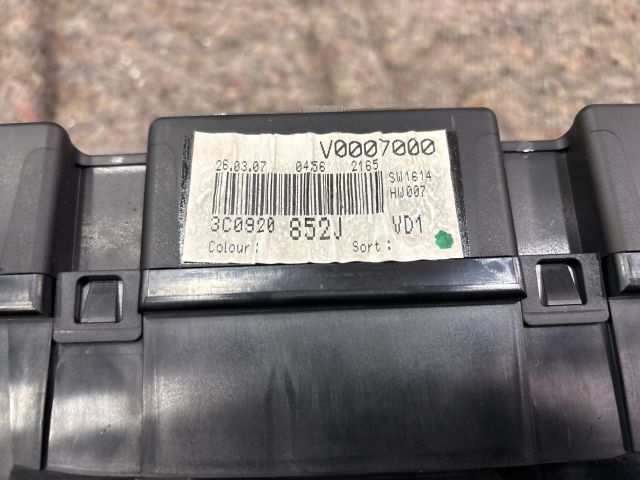 V0007000
26.03.07 0456 2165
SW1614
HW007
3C0920 852J VD1
Colour: Sort: